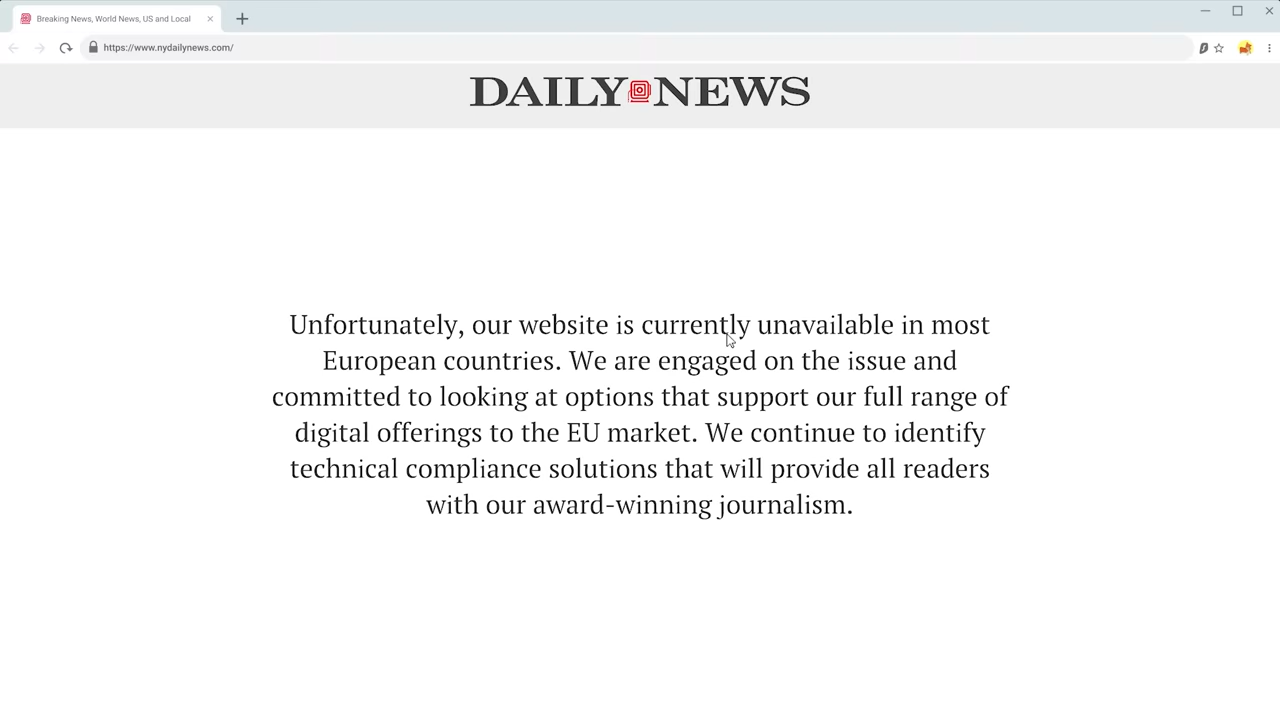 Breaking News, World News, US and Local
https://www.nydailynews.com/
DAILY NEWS
Unfortunately, our website is currently unavailable in most
European countries. We are engaged on the issue and
committed to looking at options that support our full range of
digital offerings to the EU market. We continue to identify
technical compliance solutions that will provide all readers
with our award-winning journalism.